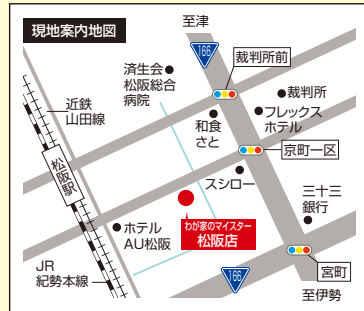 現地案内地図
至津
166
裁判所前
済生会
松阪総合
病院
裁判所
フレックス
ホテル
近鉄
山田線
和食
さと
京町一区
松阪駅
スシロー
三十三
銀行
わが家のマイスター
松阪店
ホテル
AU松阪
JR
紀勢本線
166
宮町
至伊勢